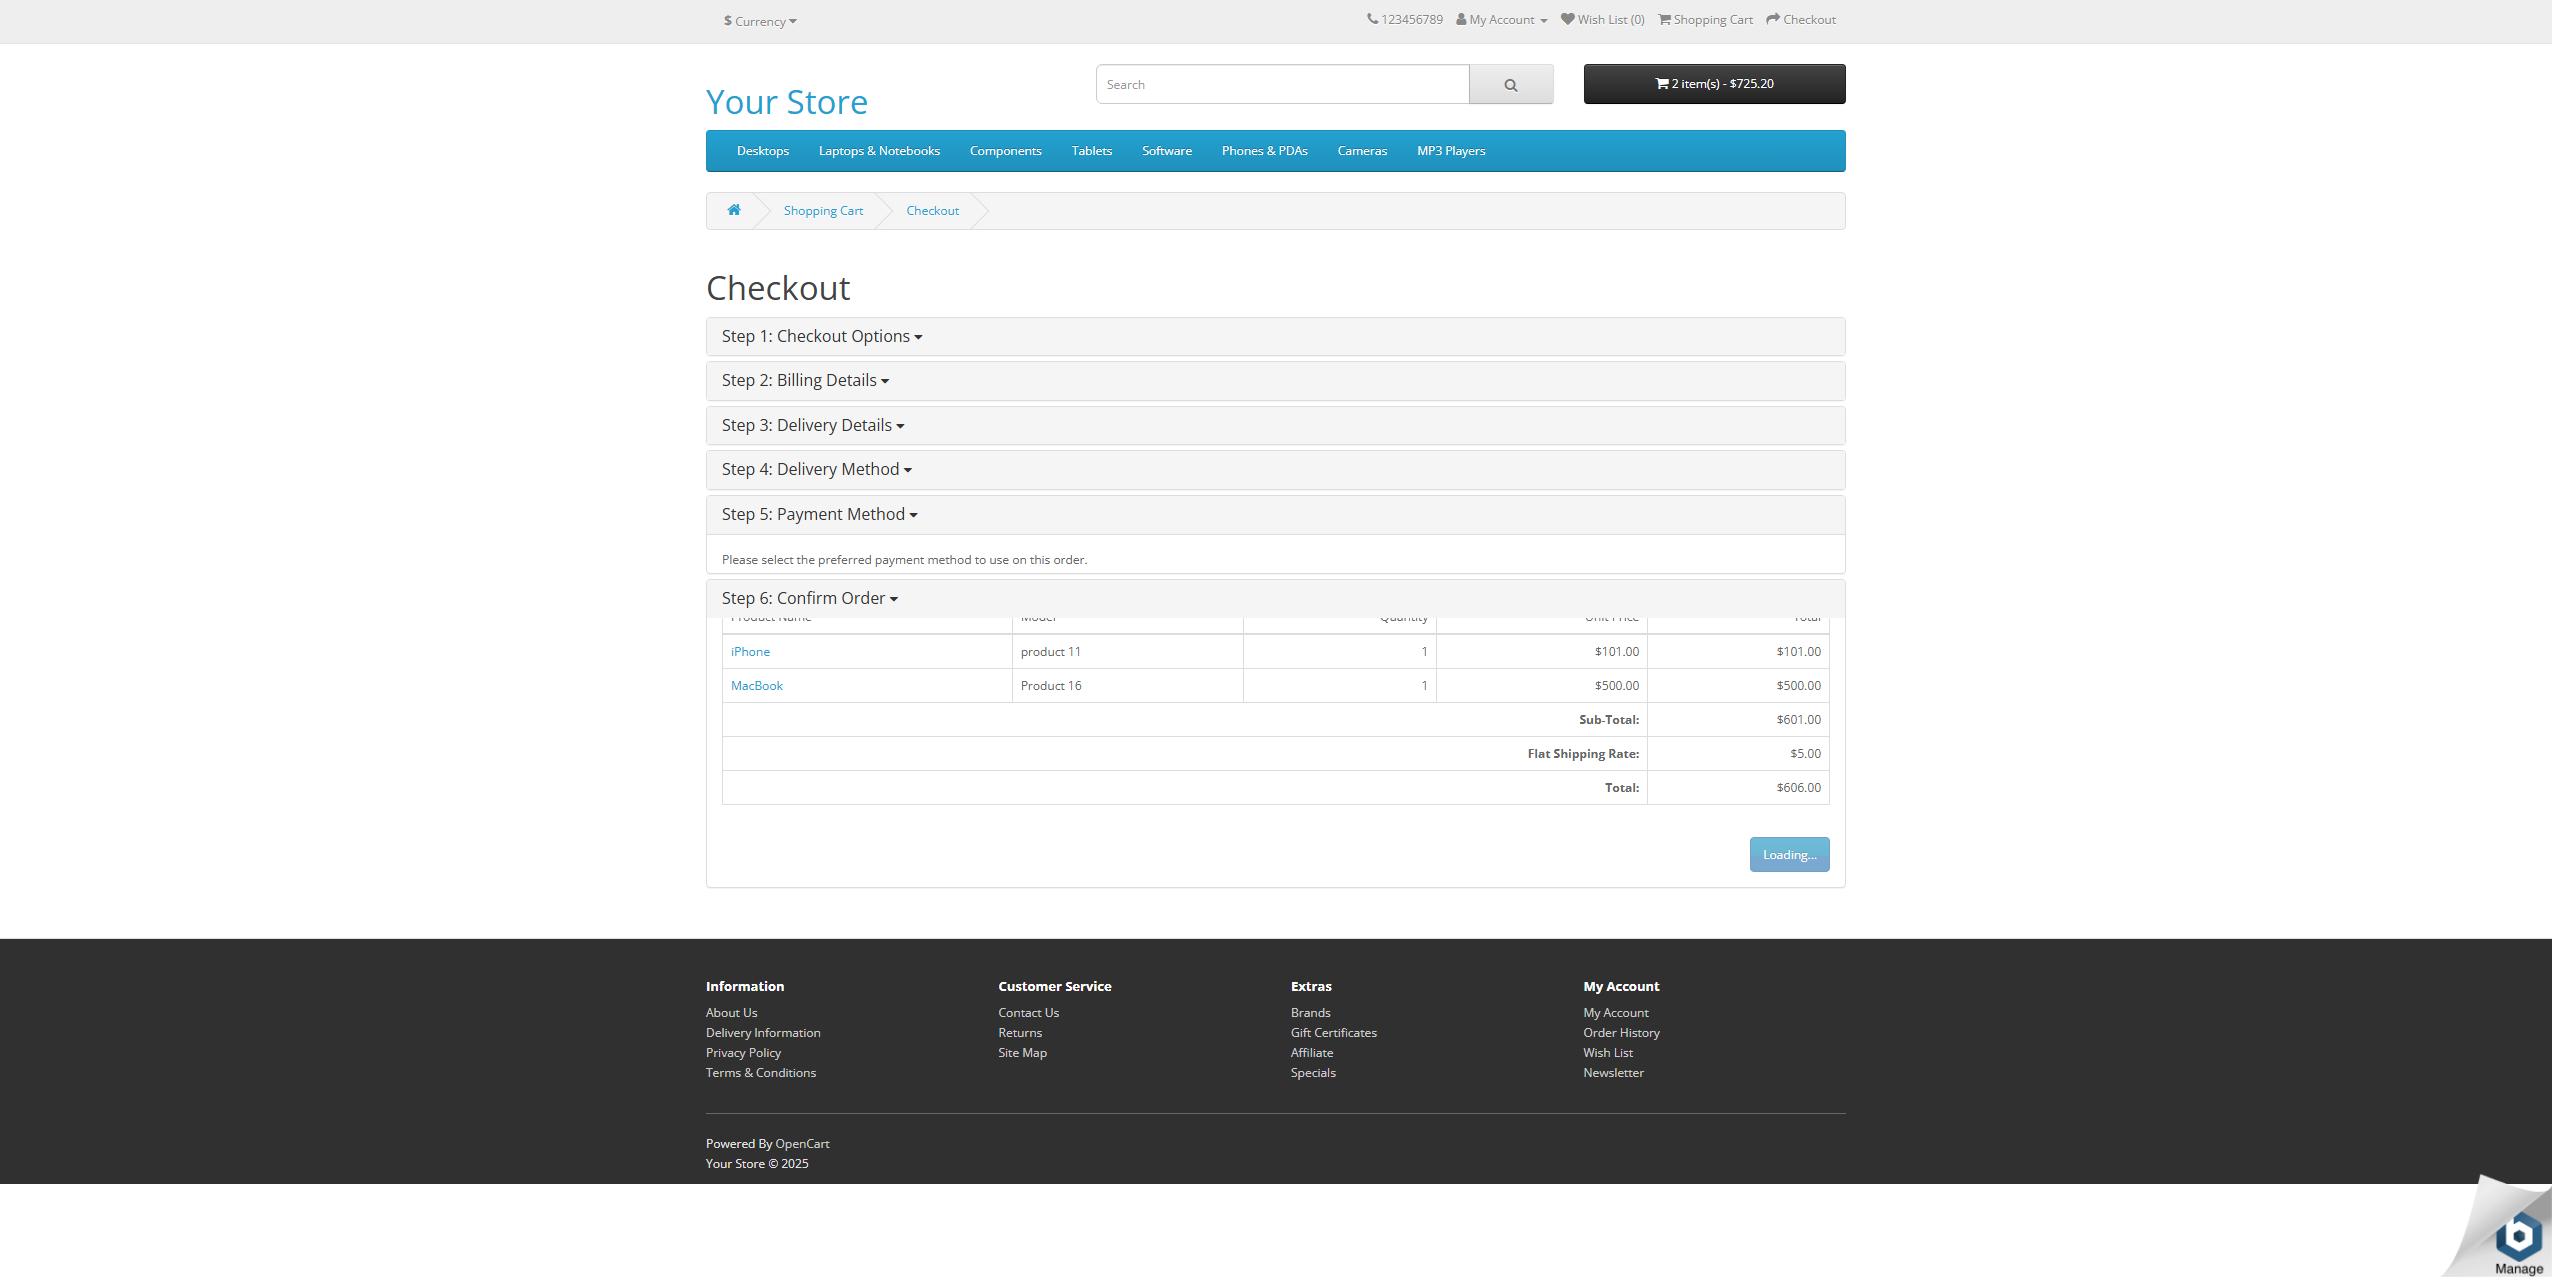 $ Currency
123456789 My Account Wish List (0) Shopping Cart Checkout
Your Store
Search
2 item(s) - $725.20
Desktops Laptops & Notebooks Components Tablets Software Phones & PDAs Cameras MP3 Players
Shopping Cart Checkout
Checkout
Step 1: Checkout Options
Step 2: Billing Details
Step 3: Delivery Details
Step 4: Delivery Method
Step 5: Payment Method
Please select the preferred payment method to use on this order.
Step 6: Confirm Order
Product Name Model Quantity Unit Price Total
iPhone product 11 1 $101.00 $101.00
MacBook Product 16 1 $500.00 $500.00
Sub-Total: $601.00
Flat Shipping Rate: $5.00
Total: $606.00
Loading...
Information
About Us
Delivery Information
Privacy Policy
Terms & Conditions
Customer Service
Contact Us
Returns
Site Map
Extras
Brands
Gift Certificates
Affiliate
Specials
My Account
My Account
Order History
Wish List
Newsletter
Powered By OpenCart
Your Store © 2025
Manage